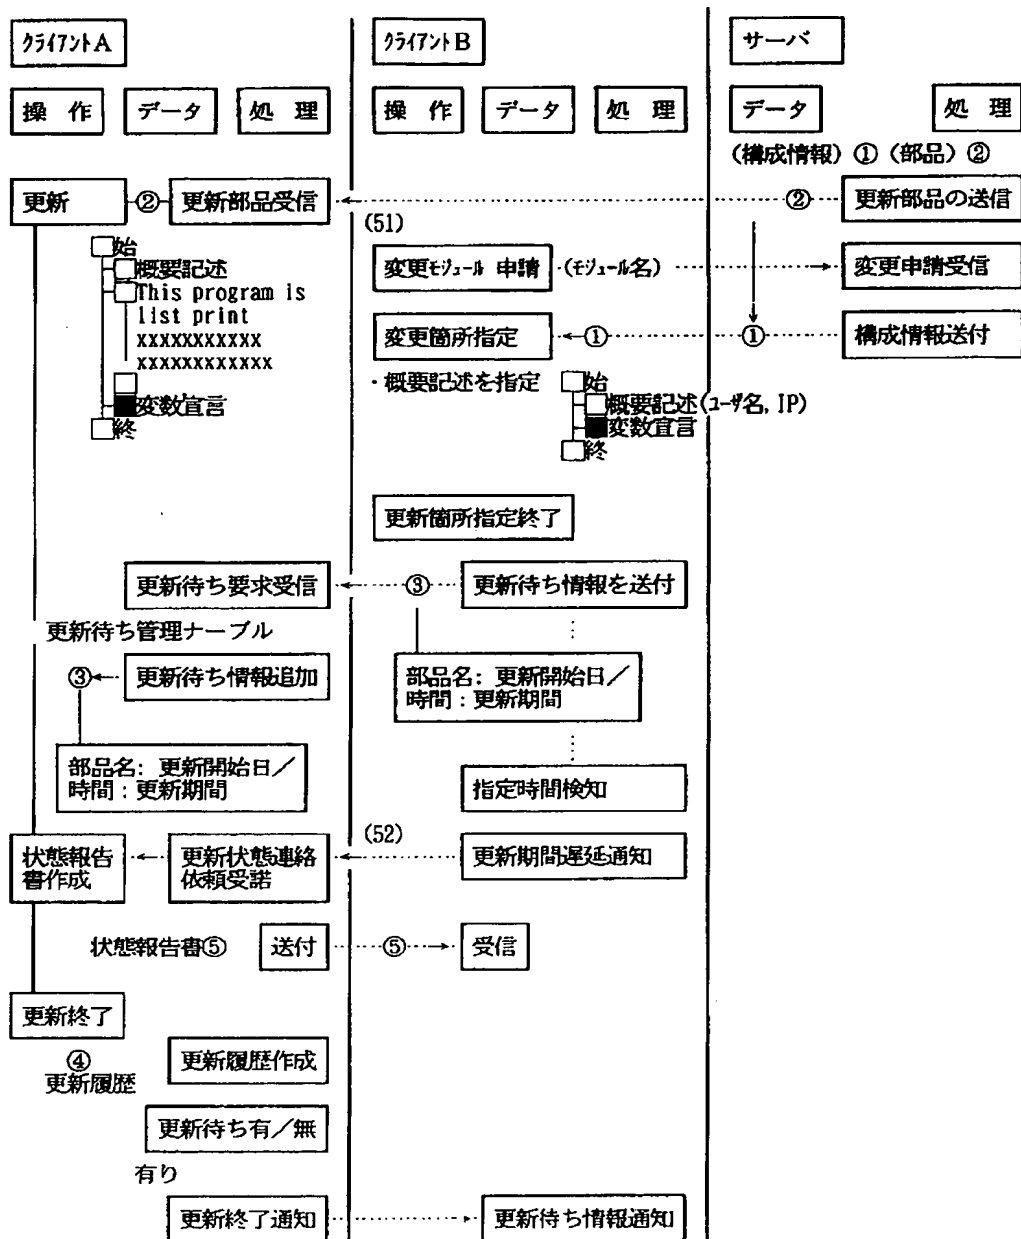 クライアントA
クライアントB
サーバ
操 作
データ
処 理
操 作
データ
処 理
データ
処 理
(構成情報) ① (部品) ②
更新
②
更新部品受信
②
更新部品の送信
(51)
始
概要記述
This program is
list print
xxxxxxxxxxx
xxxxxxxxxxxx
変数宣言
終
変更モジュール 申請
(モジュール名)
変更申請受信
変更箇所指定
①
①
構成情報送付
・概要記述を指定
始
概要記述(ユーザ名, IP)
変数宣言
終
更新箇所指定終了
更新待ち要求受信
③
更新待ち情報を送付
更新待ち管理テーブル
③
更新待ち情報追加
部品名: 更新開始日/
時間:更新期間
部品名: 更新開始日/
時間:更新期間
指定時間検知
(52)
状態報告
書作成
更新状態連絡
依頼受諾
更新期間遅延通知
状態報告書⑤
送付
⑤
受信
更新終了
④
更新履歴
更新履歴作成
更新待ち有/無
有り
更新終了通知
更新待ち情報通知